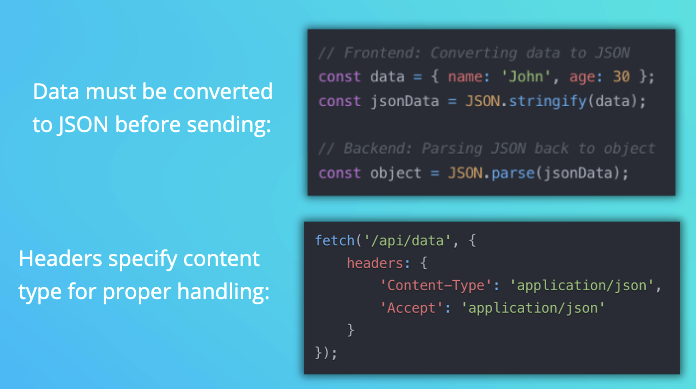 Data must be converted
to JSON before sending:
// Frontend: Converting data to JSON
const data = { name: 'John', age: 30 };
const jsonData = JSON.stringify(data);
// Backend: Parsing JSON back to object
const object = JSON.parse(jsonData);
Headers specify content
type for proper handling:
fetch('/api/data', {
    headers: {
        'Content-Type': 'application/json',
        'Accept': 'application/json'
    }
});